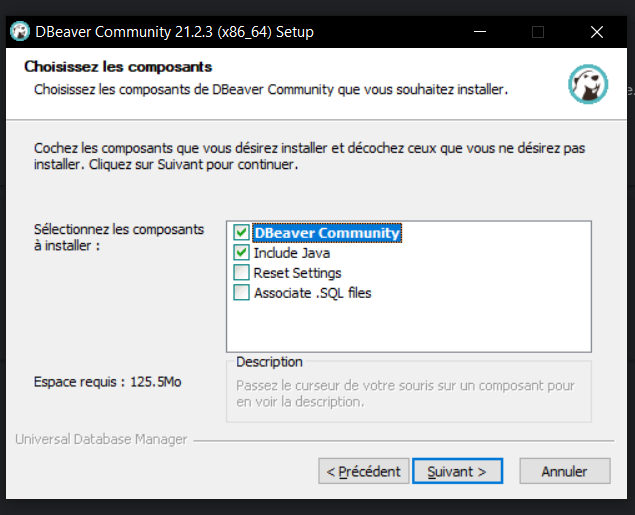 DBeaver Community 21.2.3 (x86_64) Setup
Choisissez les composants
Choisissez les composants de DBeaver Community que vous souhaitez installer.
Cochez les composants que vous désirez installer et décochez ceux que vous ne désirez pas
installer. Cliquez sur Suivant pour continuer.
Sélectionnez les composants
à installer :
DBeaver Community
Include Java
Reset Settings
Associate .SQL files
Espace requis : 125.5Mo
Description
Passez le curseur de votre souris sur un composant pour
en voir la description.
Universal Database Manager
< Précédent
Suivant >
Annuler